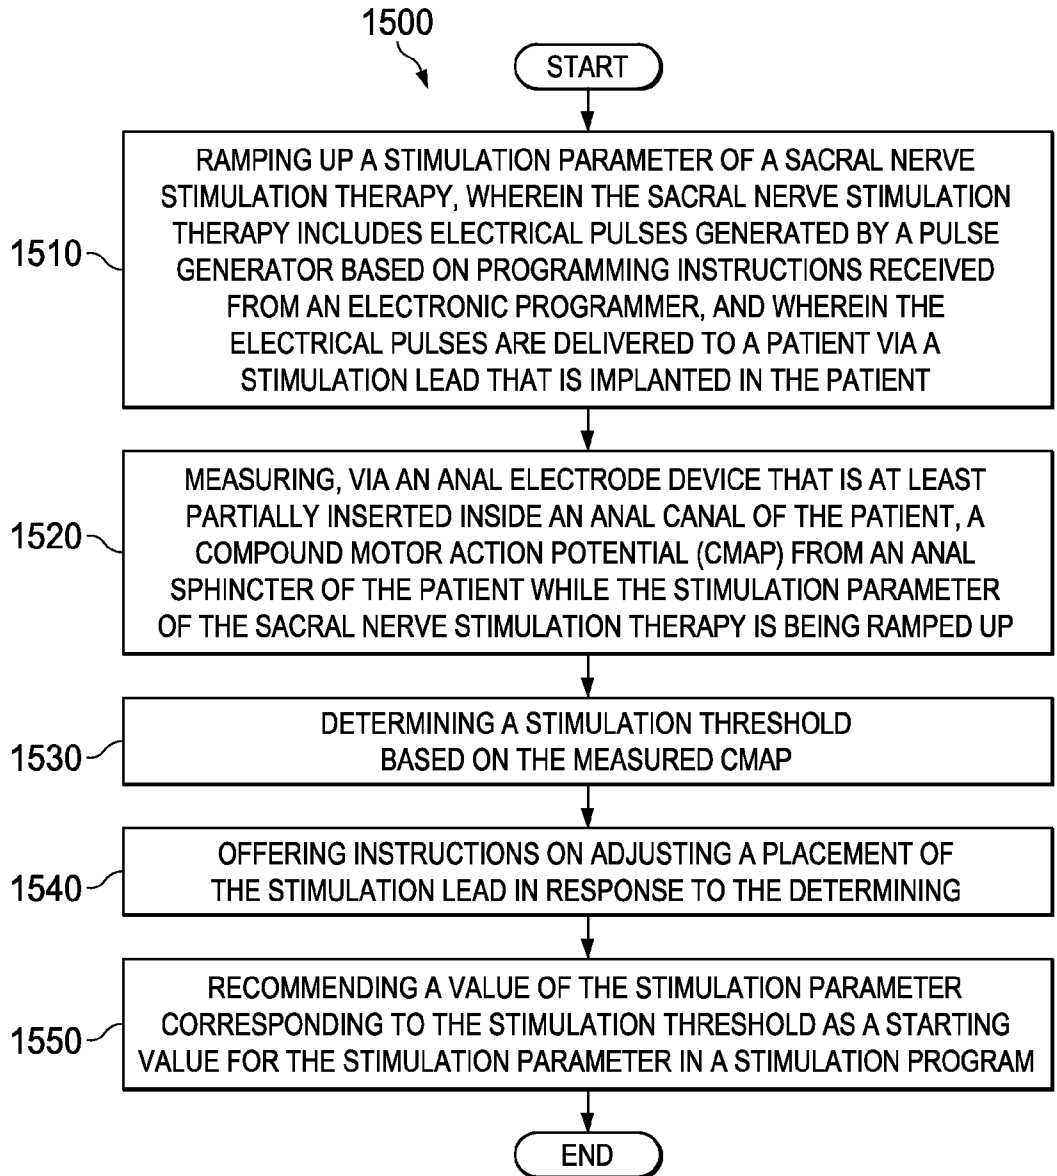 1500
START
1510
RAMPING UP A STIMULATION PARAMETER OF A SACRAL NERVE
STIMULATION THERAPY, WHEREIN THE SACRAL NERVE STIMULATION
THERAPY INCLUDES ELECTRICAL PULSES GENERATED BY A PULSE
GENERATOR BASED ON PROGRAMMING INSTRUCTIONS RECEIVED
FROM AN ELECTRONIC PROGRAMMER, AND WHEREIN THE
ELECTRICAL PULSES ARE DELIVERED TO A PATIENT VIA A
STIMULATION LEAD THAT IS IMPLANTED IN THE PATIENT
1520
MEASURING, VIA AN ANAL ELECTRODE DEVICE THAT IS AT LEAST
PARTIALLY INSERTED INSIDE AN ANAL CANAL OF THE PATIENT, A
COMPOUND MOTOR ACTION POTENTIAL (CMAP) FROM AN ANAL
SPHINCTER OF THE PATIENT WHILE THE STIMULATION PARAMETER
OF THE SACRAL NERVE STIMULATION THERAPY IS BEING RAMPED UP
1530
DETERMINING A STIMULATION THRESHOLD
BASED ON THE MEASURED CMAP
1540
OFFERING INSTRUCTIONS ON ADJUSTING A PLACEMENT OF
THE STIMULATION LEAD IN RESPONSE TO THE DETERMINING
1550
RECOMMENDING A VALUE OF THE STIMULATION PARAMETER
CORRESPONDING TO THE STIMULATION THRESHOLD AS A STARTING
VALUE FOR THE STIMULATION PARAMETER IN A STIMULATION PROGRAM
END